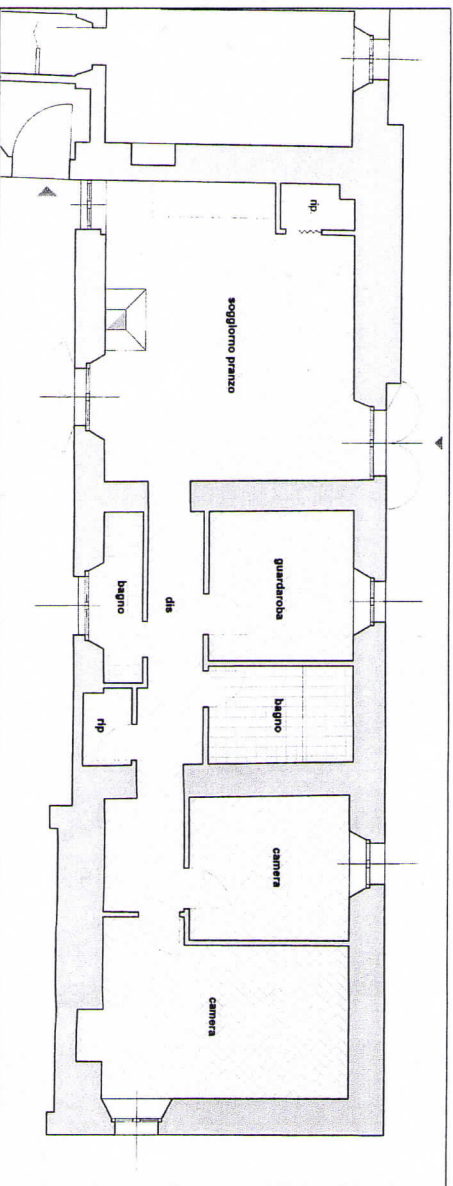 rip.
soggiorno pranzo
guardaroba
bagno
dis
bagno
rip
camera
camera